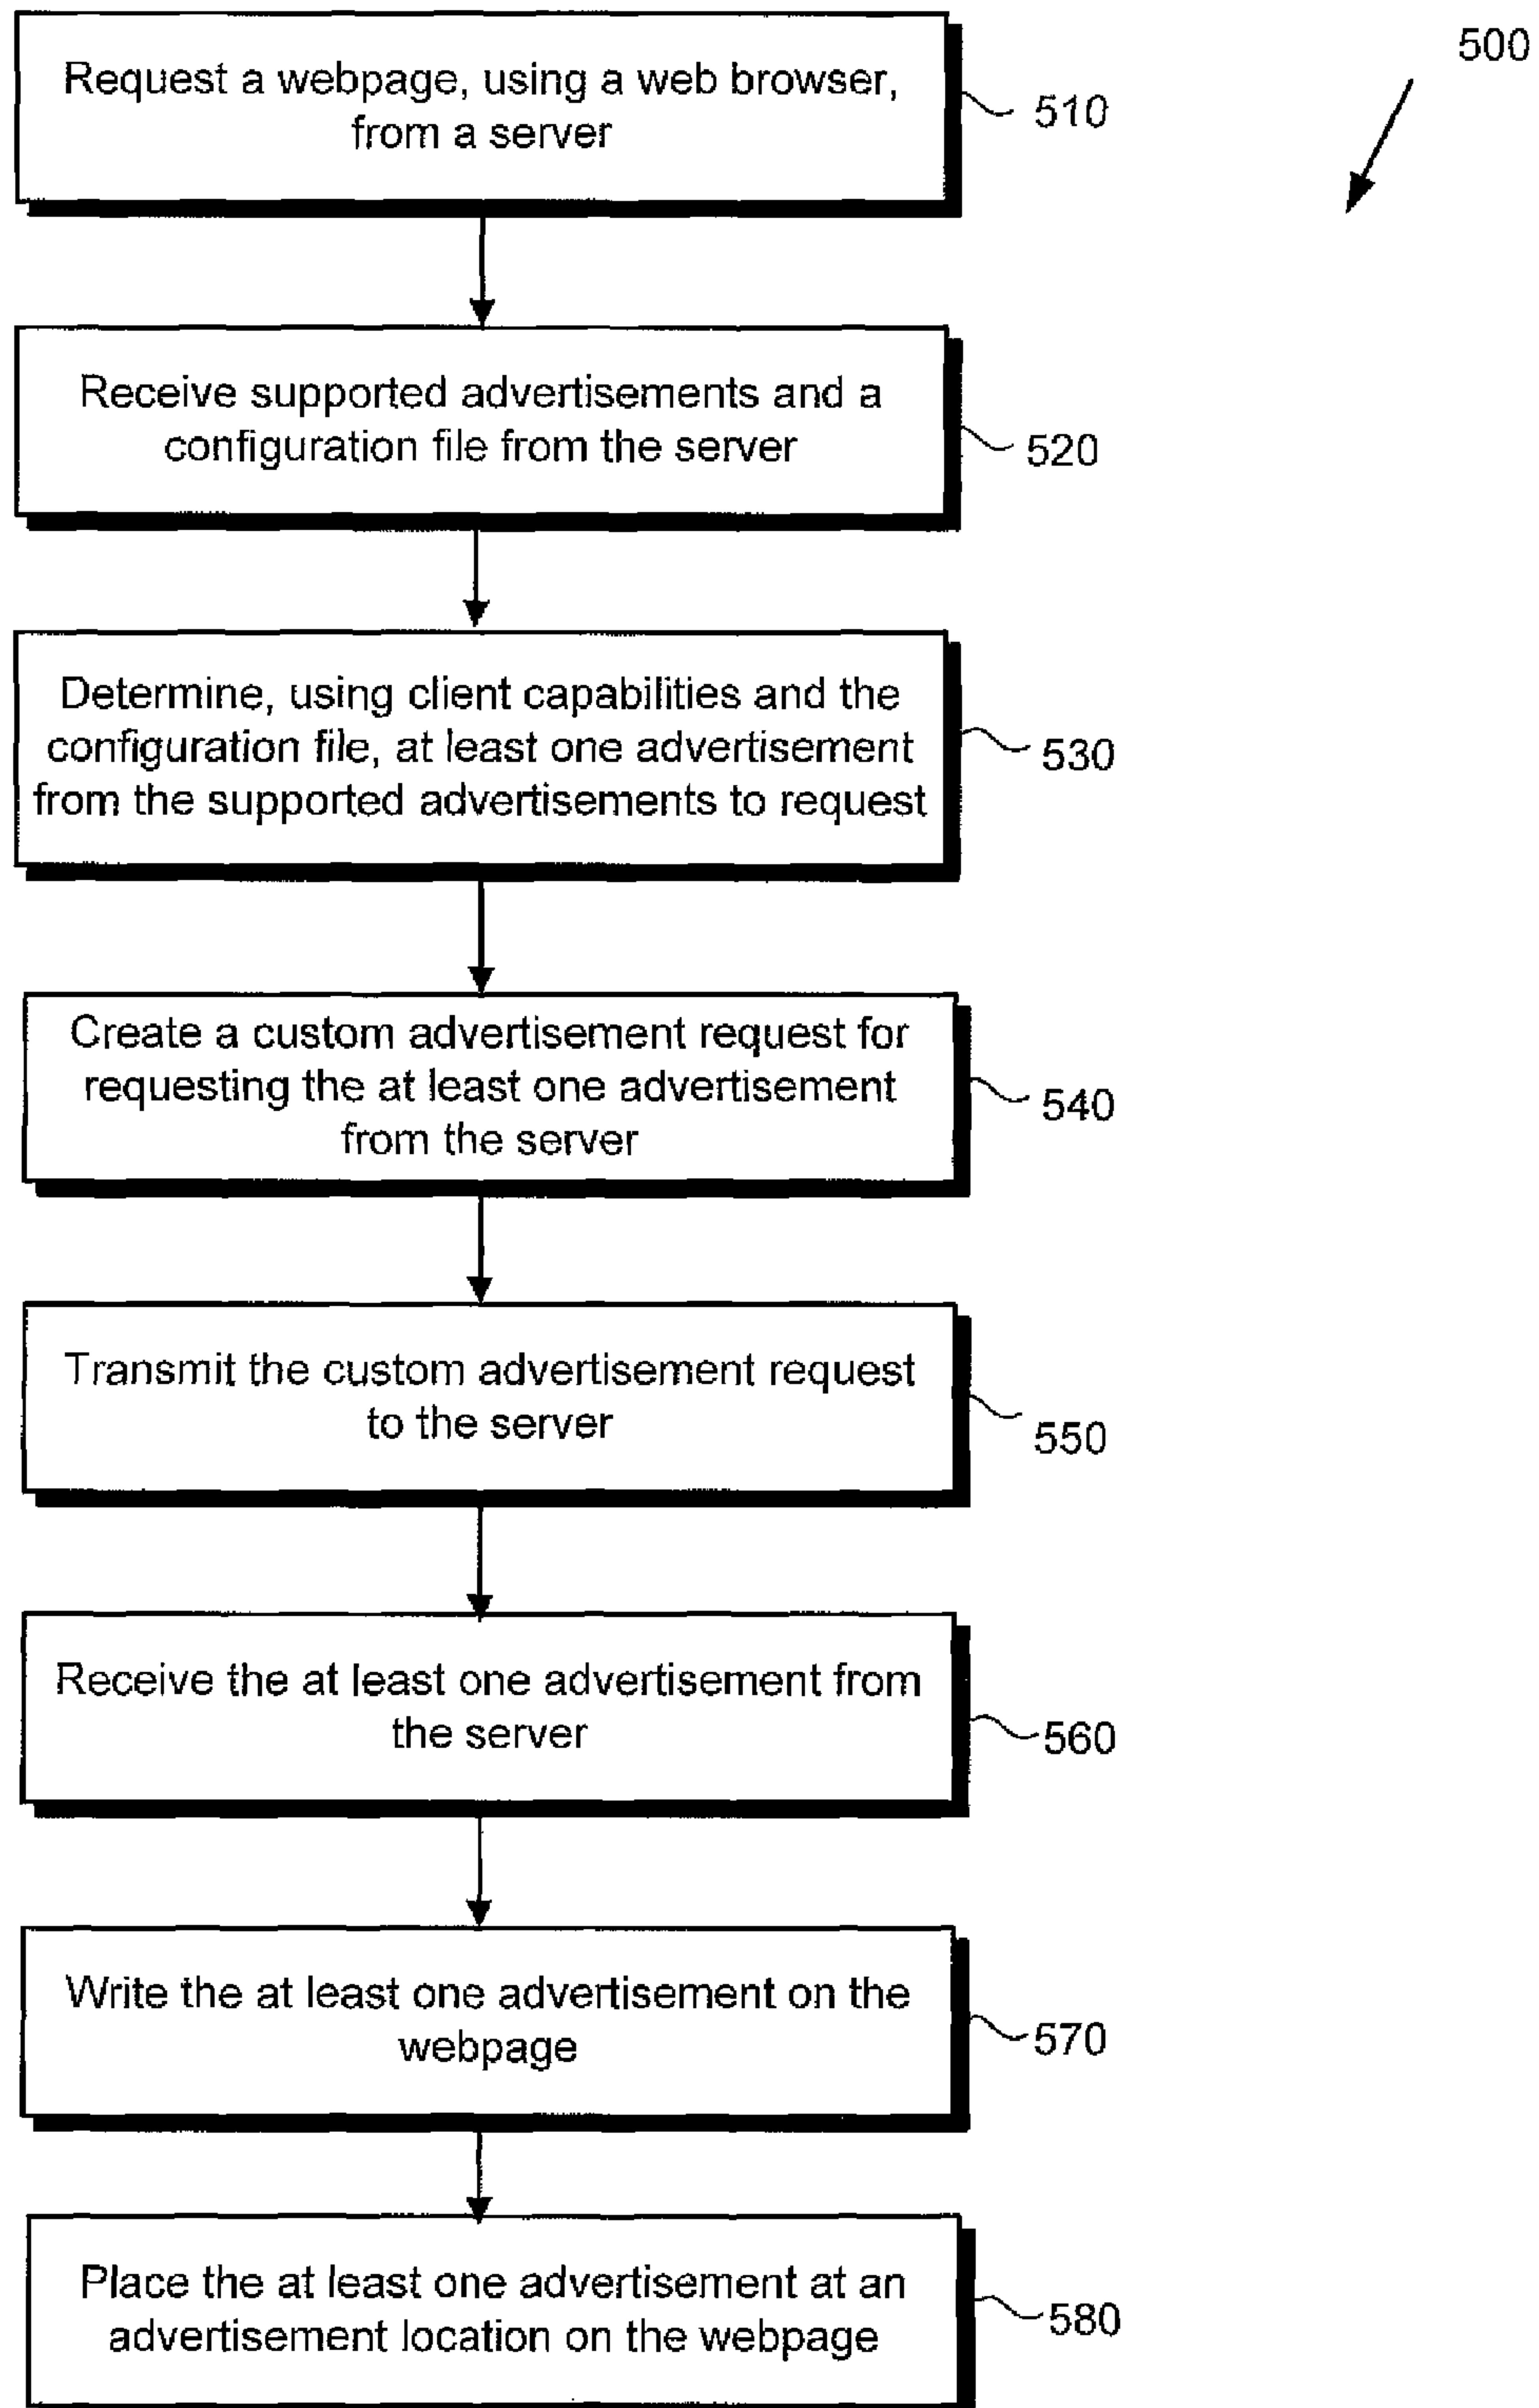 500
Request a webpage, using a web browser,
from a server
510
Receive supported advertisements and a
configuration file from the server
520
Determine, using client capabilities and the
configuration file, at least one advertisement
from the supported advertisements to request
530
Create a custom advertisement request for
requesting the at least one advertisement
from the server
540
Transmit the custom advertisement request
to the server
550
Receive the at least one advertisement from
the server
560
Write the at least one advertisement on the
webpage
570
Place the at least one advertisement at an
advertisement location on the webpage
580